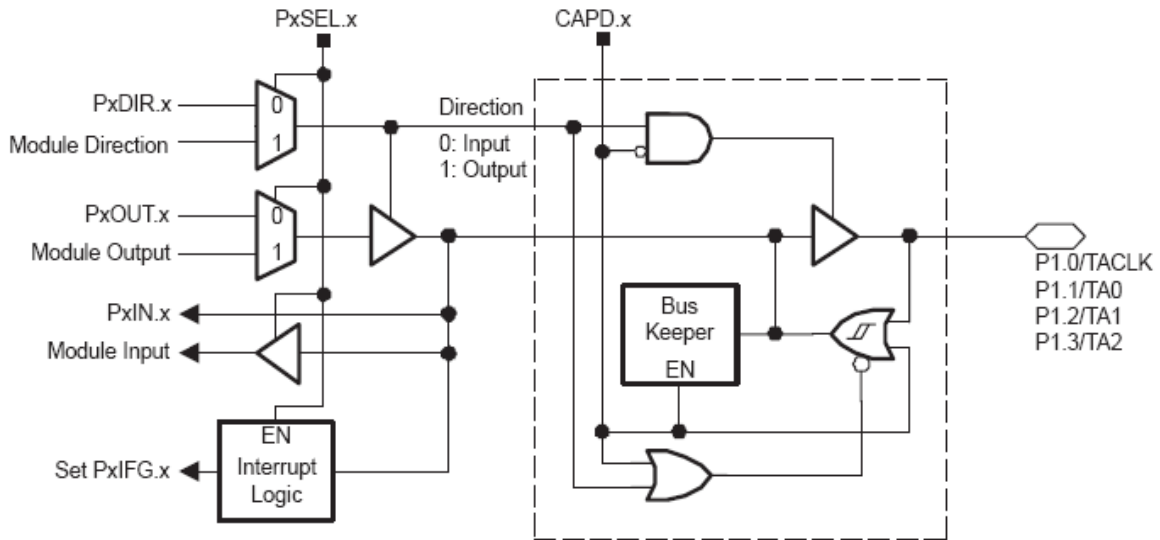 PxSEL.x
CAPD.x
PxDIR.x
0
Module Direction
1
Direction
0: Input
1: Output
PxOUT.x
0
Module Output
1
PxIN.x
Module Input
Bus
Keeper
EN
P1.0/TACLK
P1.1/TA0
P1.2/TA1
P1.3/TA2
EN
Set PxIFG.x
Interrupt
Logic